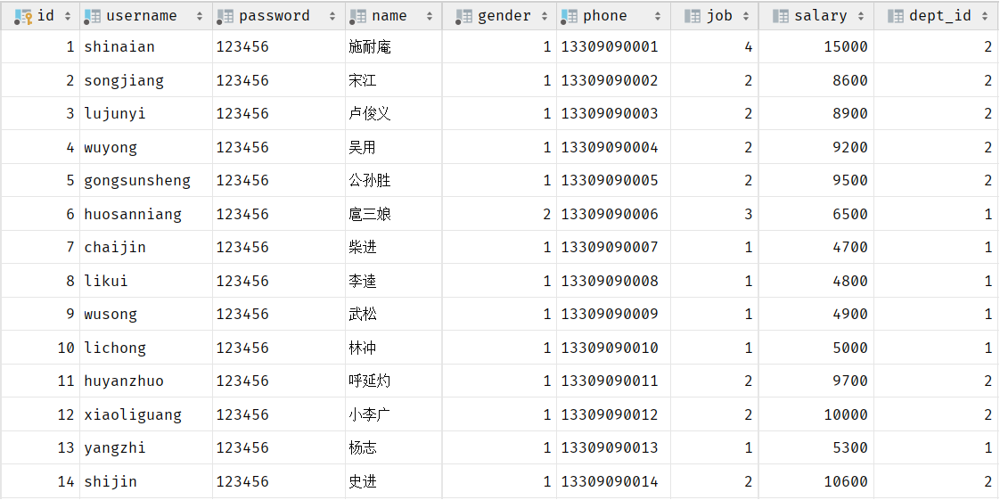 id username password name gender phone job salary dept_id
1 shinaian 123456 施耐庵 1 13309090001 4 15000 2
2 songjiang 123456 宋江 1 13309090002 2 8600 2
3 lujunyi 123456 卢俊义 1 13309090003 2 8900 2
4 wuyong 123456 吴用 1 13309090004 2 9200 2
5 gongsunsheng 123456 公孙胜 1 13309090005 2 9500 2
6 huosanniang 123456 扈三娘 2 13309090006 3 6500 1
7 chaijin 123456 柴进 1 13309090007 1 4700 1
8 likui 123456 李逵 1 13309090008 1 4800 1
9 wusong 123456 武松 1 13309090009 1 4900 1
10 lichong 123456 林冲 1 13309090010 1 5000 1
11 huyanzhuo 123456 呼延灼 1 13309090011 2 9700 2
12 xiaoliguang 123456 小李广 1 13309090012 2 10000 2
13 yangzhi 123456 杨志 1 13309090013 1 5300 1
14 shijin 123456 史进 1 13309090014 2 10600 2